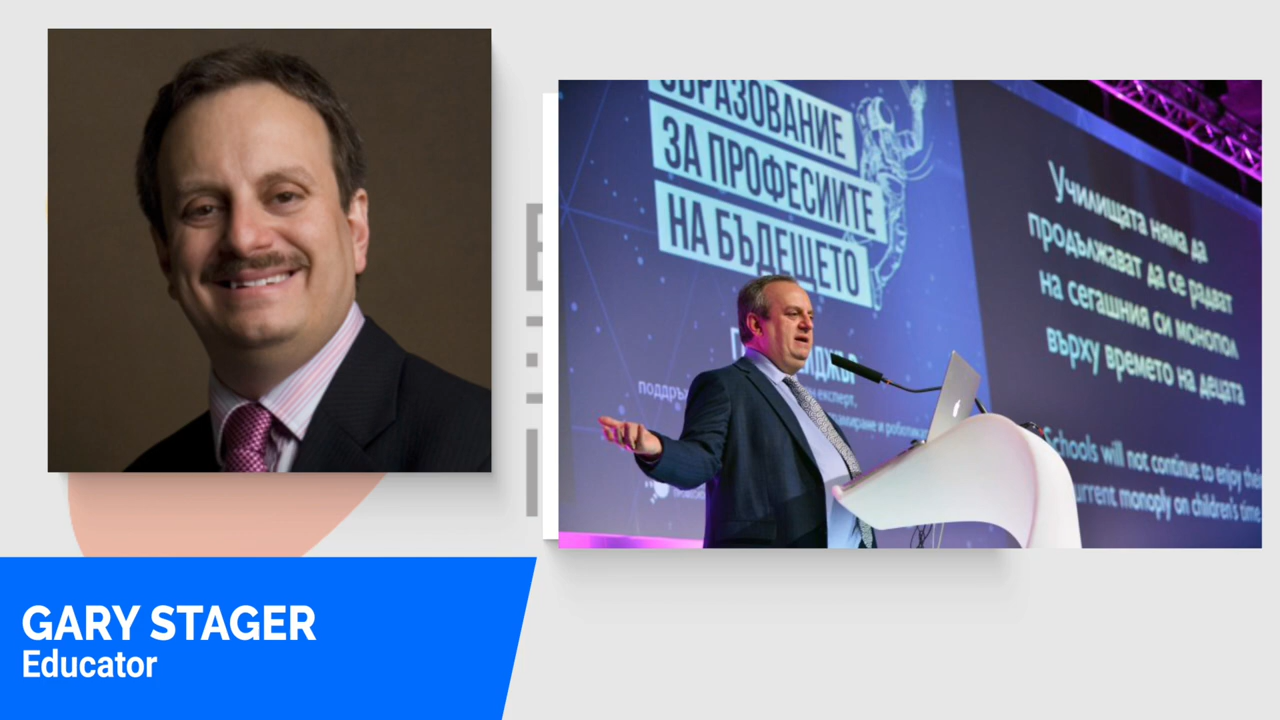 ОБРАЗОВАНИЕ
ЗА ПРОФЕСИИТЕ
НА БЪДЕЩЕТО
Училищата няма да
продължават да се радват
на сегашния си монопол
върху времето на децата
Schools will not continue to enjoy their
current monoply on children's time
GARY STAGER
Educator